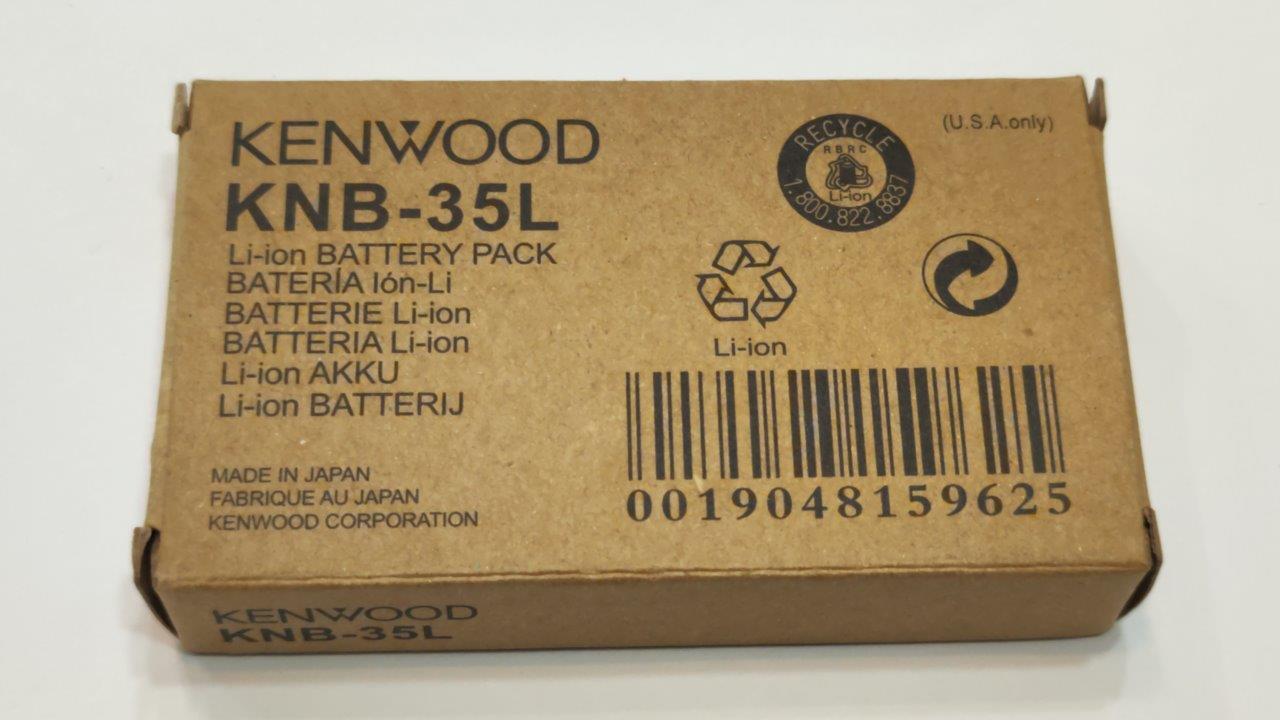 KENWOOD
KNB-35L
Li-ion BATTERY PACK
BATERÍA Ión-Li
BATTERIE Li-ion
BATTERIA Li-ion
Li-ion AKKU
Li-ion BATTERIJ
MADE IN JAPAN
FABRIQUE AU JAPAN
KENWOOD CORPORATION
RECYCLE
RBRC
Li-ion
1.800.822.8837
(U.S.A.only)
Li-ion
0019048159625
KENWOOD
KNB-35L